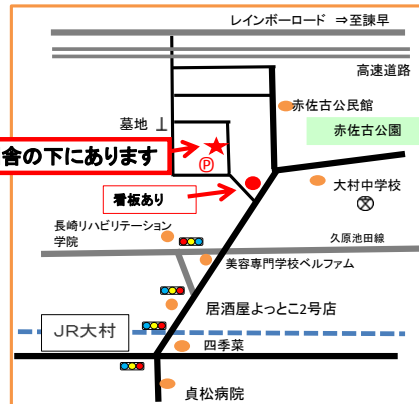 レインボーロード ⇒至諫早
高速道路
赤佐古公民館
墓地
赤佐古公園
舎の下にあります
P
看板あり
大村中学校
文
長崎リハビリテーション
学院
久原池田線
美容専門学校ベルファム
居酒屋よっとこ2号店
JR大村
四季菜
貞松病院